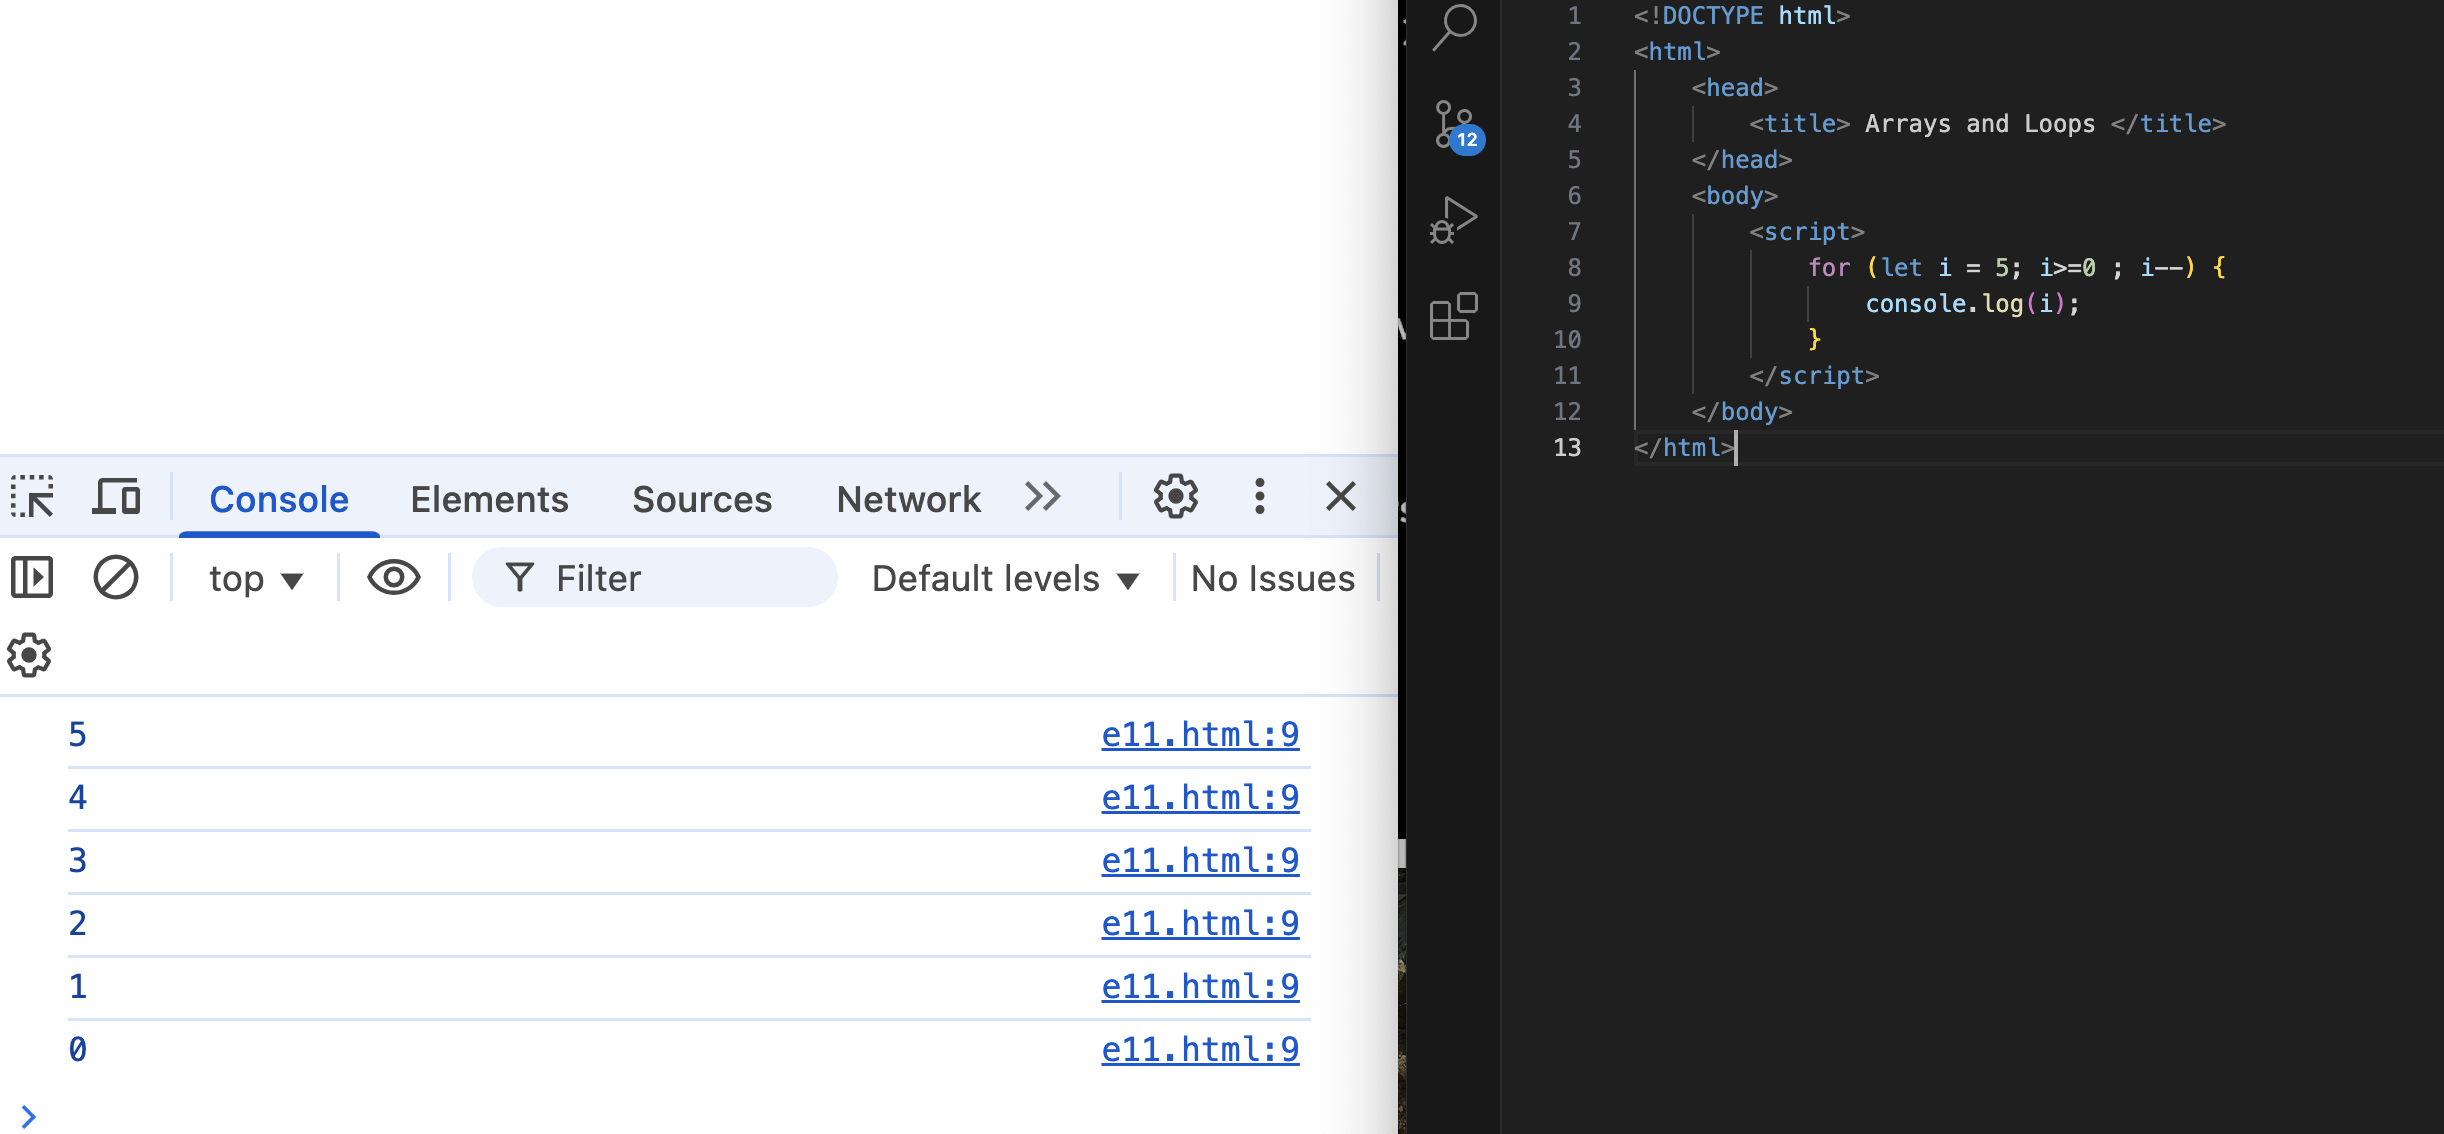 Console Elements Sources Network
top Filter Default levels No Issues
5 e11.html:9
4 e11.html:9
3 e11.html:9
2 e11.html:9
1 e11.html:9
0 e11.html:9
12
1 <!DOCTYPE html>
2 <html>
3 <head>
4 <title> Arrays and Loops </title>
5 </head>
6 <body>
7 <script>
8 for (let i = 5; i>=0 ; i--) {
9 console.log(i);
10 }
11 </script>
12 </body>
13 </html>